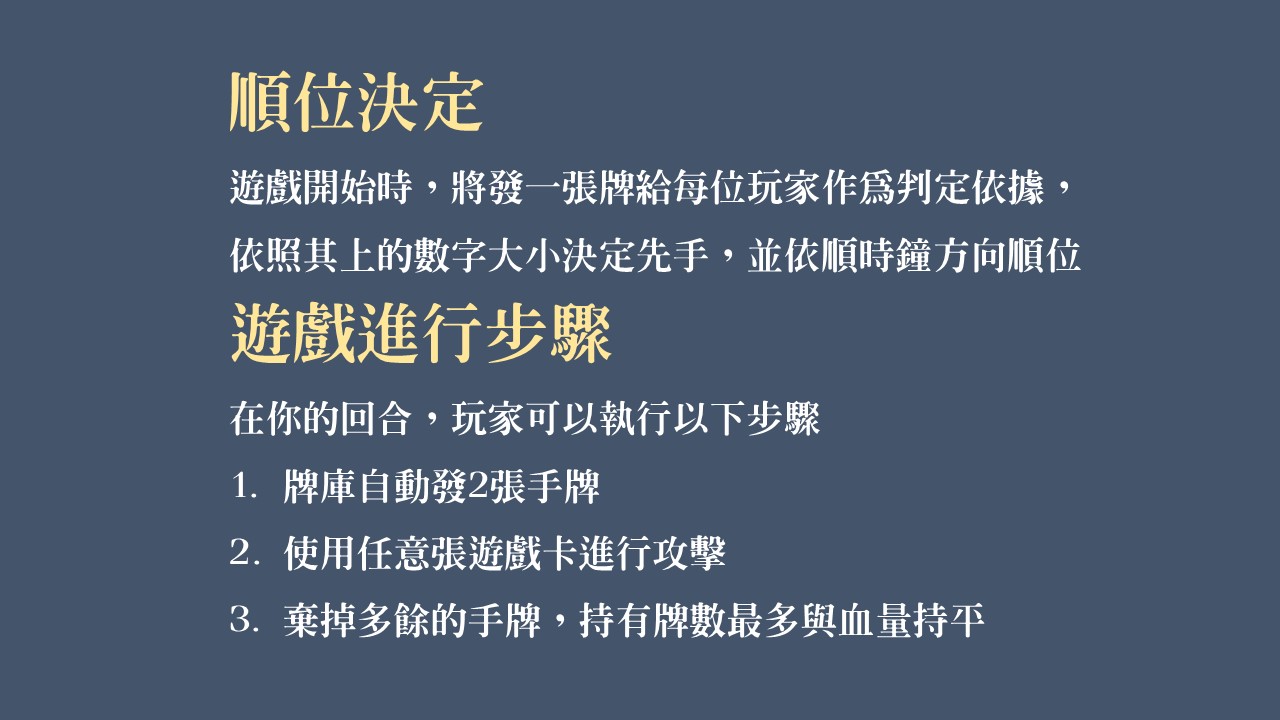 順位決定
遊戲開始時，將發一張牌給每位玩家作為判定依據，
依照其上的數字大小決定先手，並依順時鐘方向順位
遊戲進行步驟
在你的回合，玩家可以執行以下步驟
1. 牌庫自動發2張手牌
2. 使用任意張遊戲卡進行攻擊
3. 棄掉多餘的手牌，持有牌數最多與血量持平